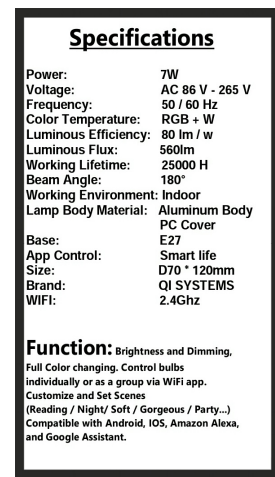 Specifications
Power: 7W
Voltage: AC 86 V - 265 V
Frequency: 50 / 60 Hz
Color Temperature: RGB + W
Luminous Efficiency: 80 lm / w
Luminous Flux: 560lm
Working Lifetime: 25000 H
Beam Angle: 180°
Working Environment: Indoor
Lamp Body Material: Aluminum Body
PC Cover
Base: E27
App Control: Smart life
Size: D70 * 120mm
Brand: QI SYSTEMS
WIFI: 2.4Ghz
Function: Brightness and Dimming,
Full Color changing. Control bulbs
individually or as a group via WiFi app.
Customize and Set Scenes
(Reading / Night/ Soft / Gorgeous / Party...)
Compatible with Android, IOS, Amazon Alexa,
and Google Assistant.